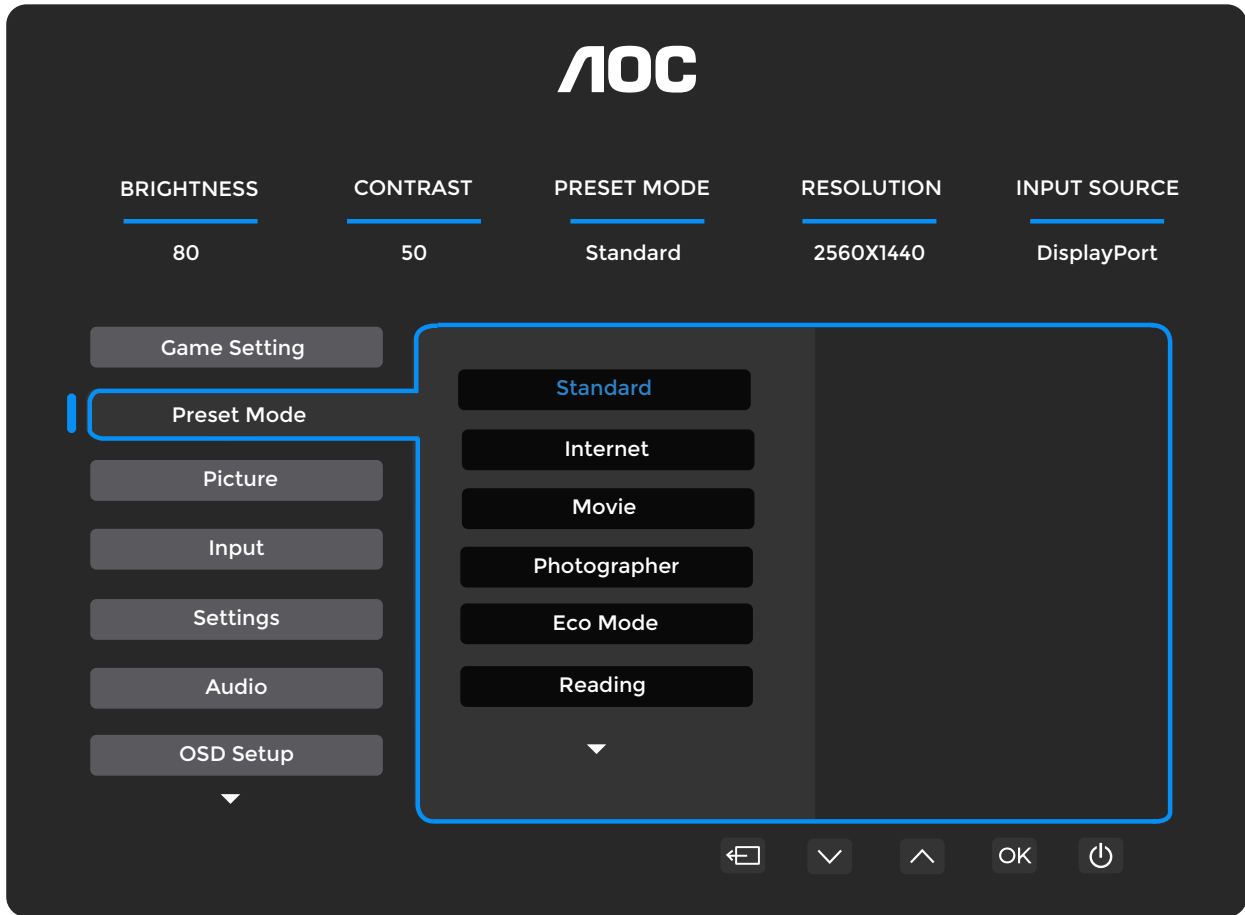 AOC
BRIGHTNESS CONTRAST PRESET MODE RESOLUTION INPUT SOURCE
80 50 Standard 2560X1440 DisplayPort
Game Setting
Preset Mode
Picture
Input
Settings
Audio
OSD Setup
Standard
Internet
Movie
Photographer
Eco Mode
Reading
OK